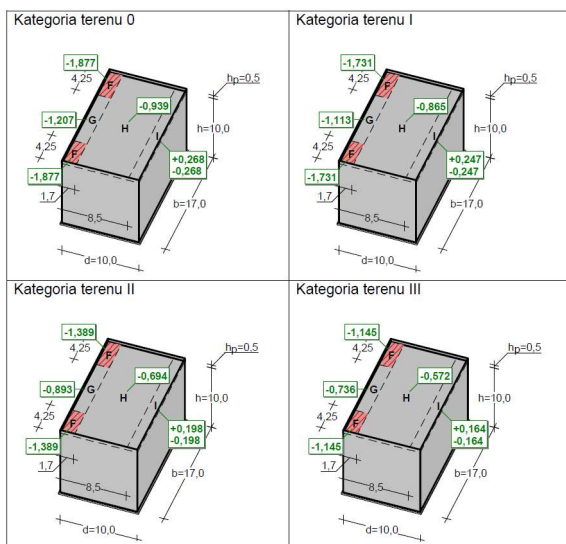 Kategoria terenu 0
-1,877
4,25
F
hp=0,5
-0,939
-1,207
G
H
h=10,0
4,25
I
F
+0,268
-0,268
-1,877
1,7
8,5
b=17,0
d=10,0
Kategoria terenu I
-1,731
4,25
F
hp=0,5
-0,865
-1,113
G
H
h=10,0
4,25
I
F
+0,247
-0,247
-1,731
1,7
8,5
b=17,0
d=10,0
Kategoria terenu II
-1,389
4,25
F
hp=0,5
-0,694
-0,893
G
H
h=10,0
4,25
I
F
+0,198
-0,198
-1,389
1,7
8,5
b=17,0
d=10,0
Kategoria terenu III
-1,145
4,25
F
hp=0,5
-0,572
-0,736
G
H
h=10,0
4,25
I
F
+0,164
-0,164
-1,145
1,7
8,5
b=17,0
d=10,0